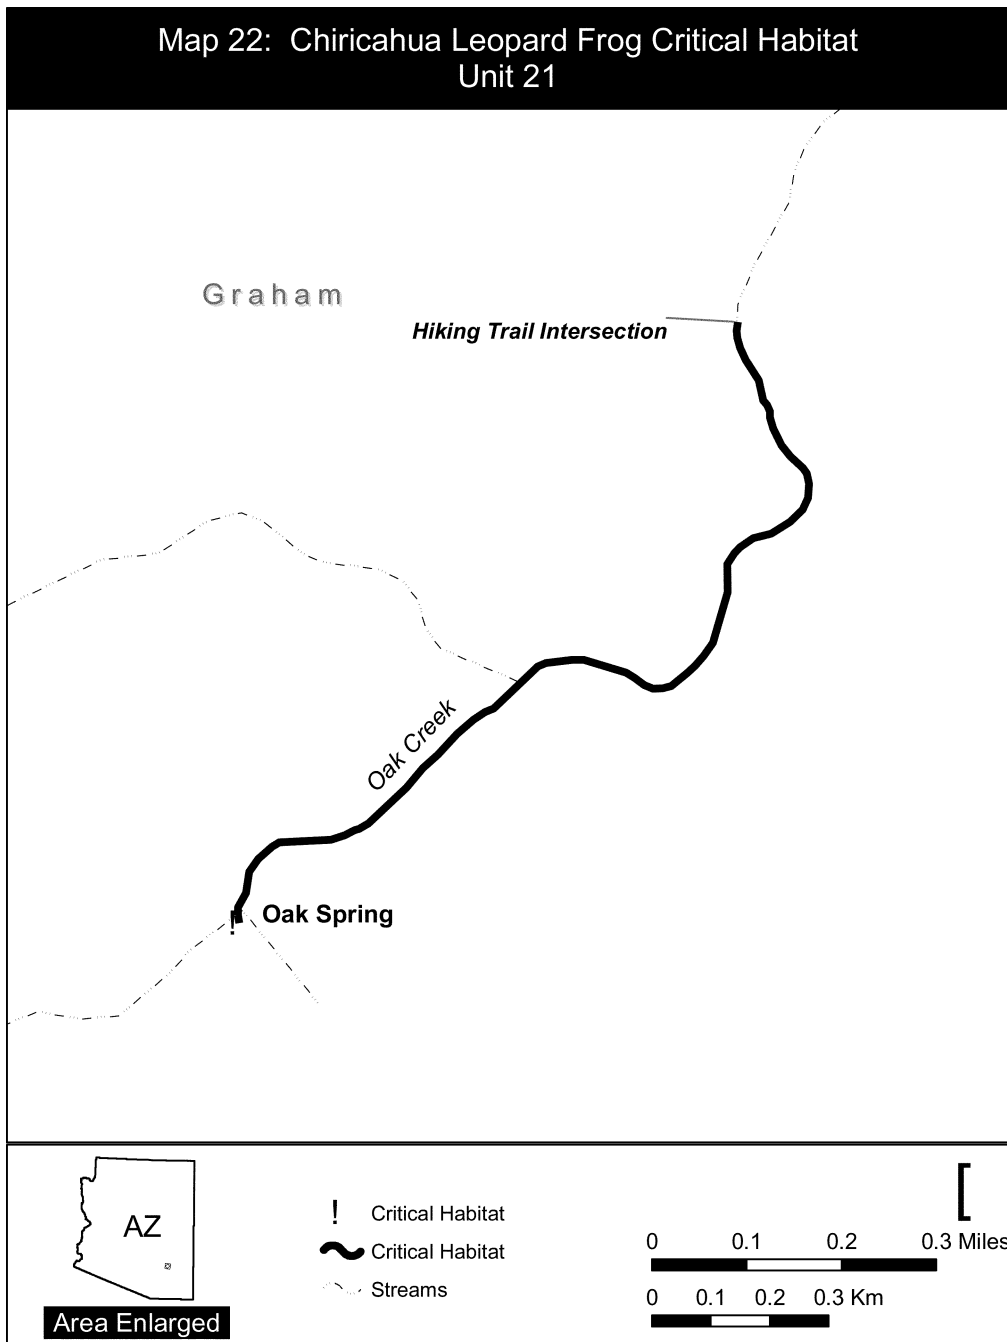 Map 22: Chiricahua Leopard Frog Critical Habitat
Unit 21
Graham
Hiking Trail Intersection
Oak Creek
! Oak Spring
AZ
Area Enlarged
! Critical Habitat
Critical Habitat
Streams
[
0 0.1 0.2 0.3 Miles
0 0.1 0.2 0.3 Km